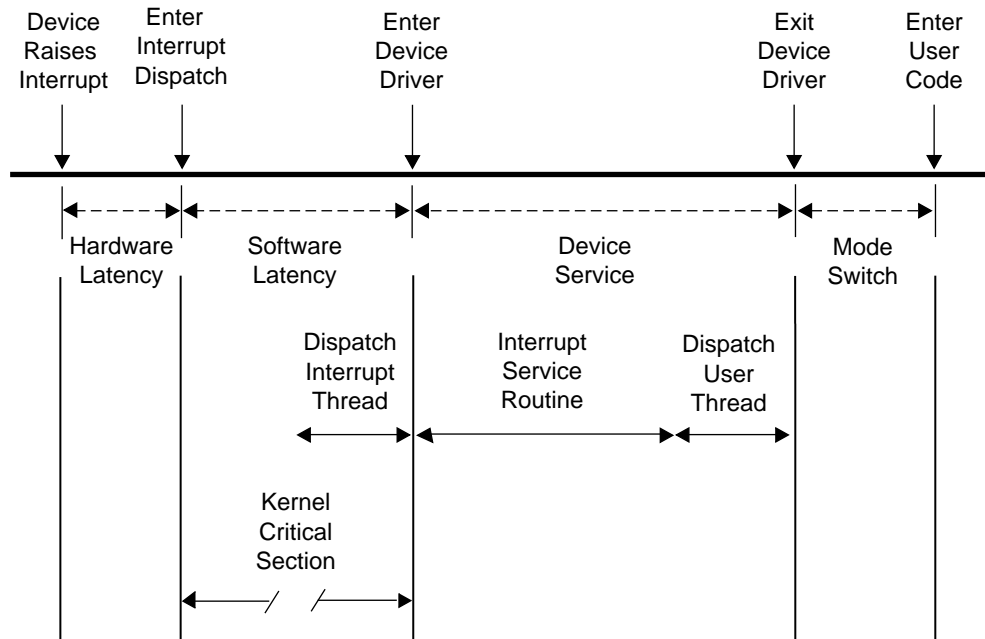 Device
Raises
Interrupt
Enter
Interrupt
Dispatch
Enter
Device
Driver
Exit
Device
Driver
Enter
User
Code
Hardware
Latency
Software
Latency
Device
Service
Mode
Switch
Dispatch
Interrupt
Thread
Interrupt
Service
Routine
Dispatch
User
Thread
Kernel
Critical
Section